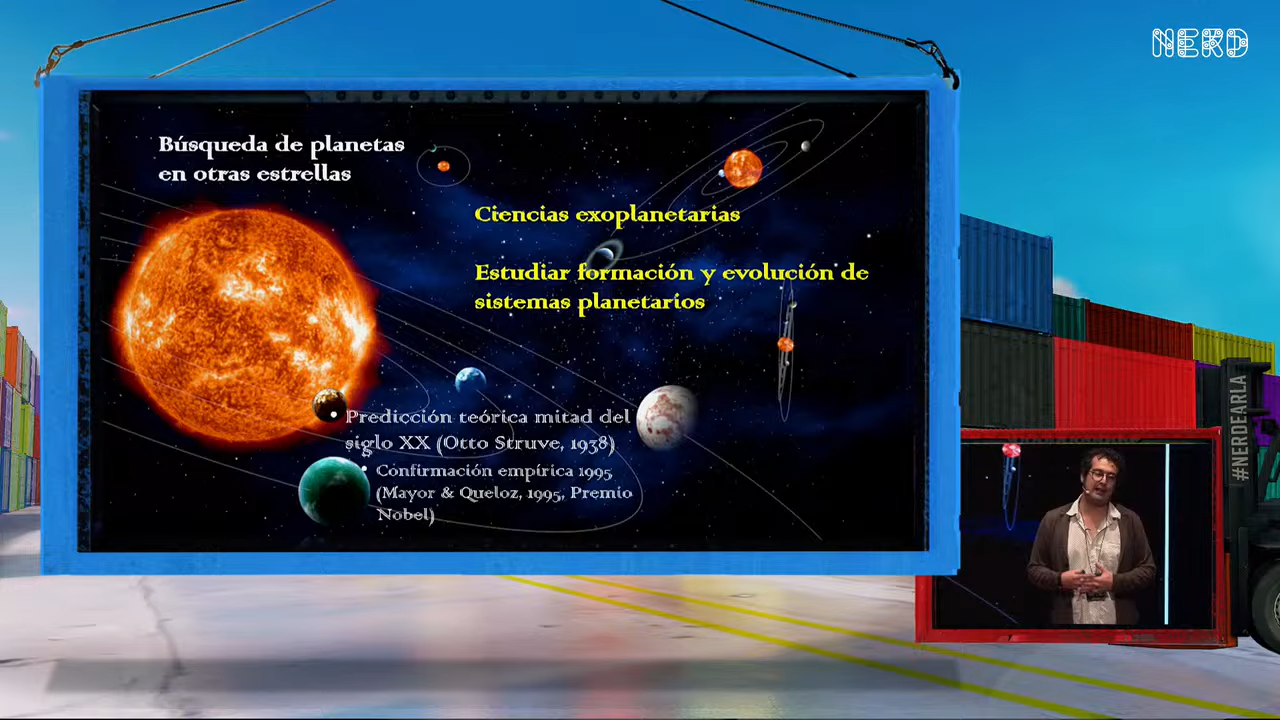 NERD
Búsqueda de planetas
en otras estrellas
Ciencias exoplanetarias
Estudiar formación y evolución de
sistemas planetarios
• Predicción teórica mitad del
siglo XX (Otto Struve, 1938)
• Confirmación empírica 1995
(Mayor & Queloz, 1995, Premio
Nobel)
#NERDEARLA